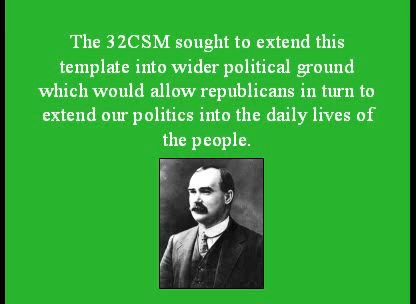 The 32CSM sought to extend this
template into wider political ground
which would allow republicans in turn to
extend our politics into the daily lives of
the people.